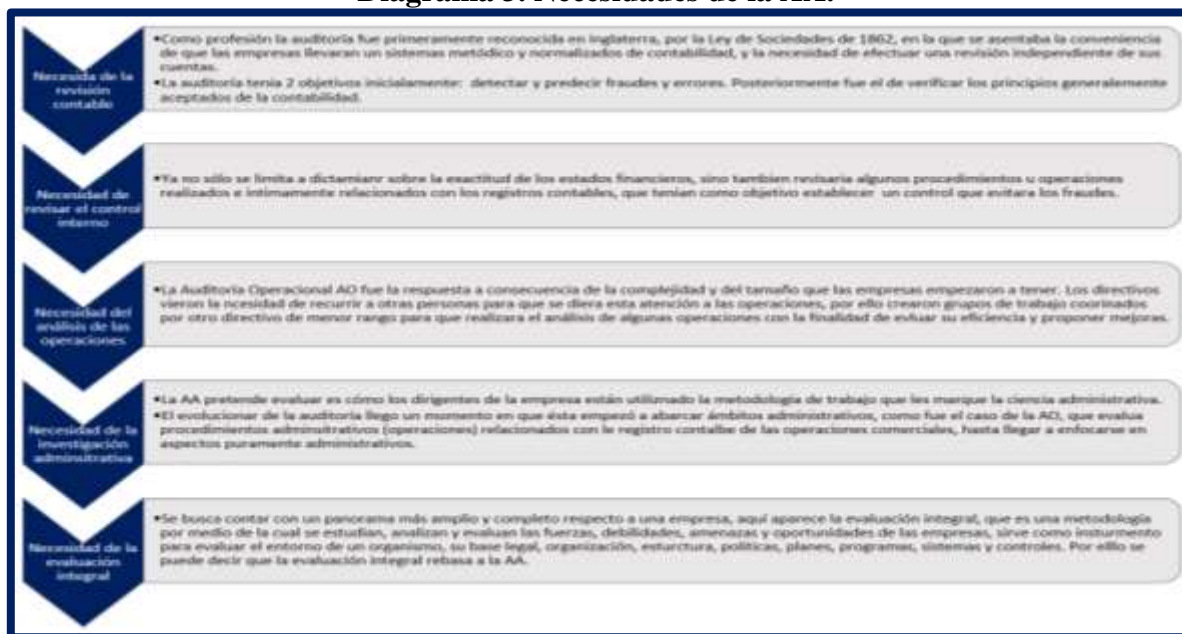 Diagrama 3. Necesidades de la AA.
Necesida de la
revisión
contable
•Como profesión la auditoría fue primeramente reconocida en Inglaterra, por la Ley de Sociedades de 1862, en la que se asentaba la conveniencia
de que las empresas llevaran un sistemas metódico y normalizados de contabilidad, y la necesidad de efectuar una revisión independiente de sus
cuentas.
•La auditoría tenía 2 objetivos inicialamente: detectar y predecir fraudes y errores. Posteriormente fue el de verificar los principios generalemente
aceptados de la contabilidad.
Necesidad de
revisar el control
interno
•Ya no sólo se limita a dictamianr sobre la exactitud de los estados financieros, sino tambien revisaria algunos procedimientos u operaciones
realizados e intimamente relacionados con los registros contables, que tenían como objetivo establecer un control que evitara los fraudes.
Necesidad del
análisis de las
operaciones
•La Auditoría Operacional AO fue la respuesta a consecuencia de la complejidad y del tamaño que las empresas empezaron a tener. Los directivos
vieron la ncesidad de recurrir a otras personas para que se diera esta atención a las operaciones, por ello crearon grupos de trabajo coorinados
por otro directivo de menor rango para que realizara el análisis de algunas operaciones con la finalidad de evluar su eficiencia y proponer mejoras.
Necesidad de la
investigación
adminsitrativa
•La AA pretende evaluar es cómo los dirigentes de la empresa están utiliznado la metodología de trabajo que les marque la ciencia administrativa.
•El evolucionar de la auditoría llego un momento en que ésta empezó a abarcar ámbitos administrativos, como fue el caso de la AO, que evalua
procedimientos adminsitrativos (operaciones) relacionados con le registro contalbe de las operaciones comerciales, hasta llegar a enfocarse en
aspectos puramente administrativos.
Necesidad de la
evaluación
integral
•Se busca contar con un panorama más amplio y completo respecto a una empresa, aquí aparece la evaluación integral, que es una metodología
por medio de la cual se estudian, analizan y evaluan las fuerzas, debilidades, amenazas y oportunidades de las empresas, sirve como insturmento
para evaluar el entorno de un organismo, su base legal, organización, esturctura, políticas, planes, programas, sistemas y controles. Por elllo se
puede decir que la evaluación integral rebasa a la AA.